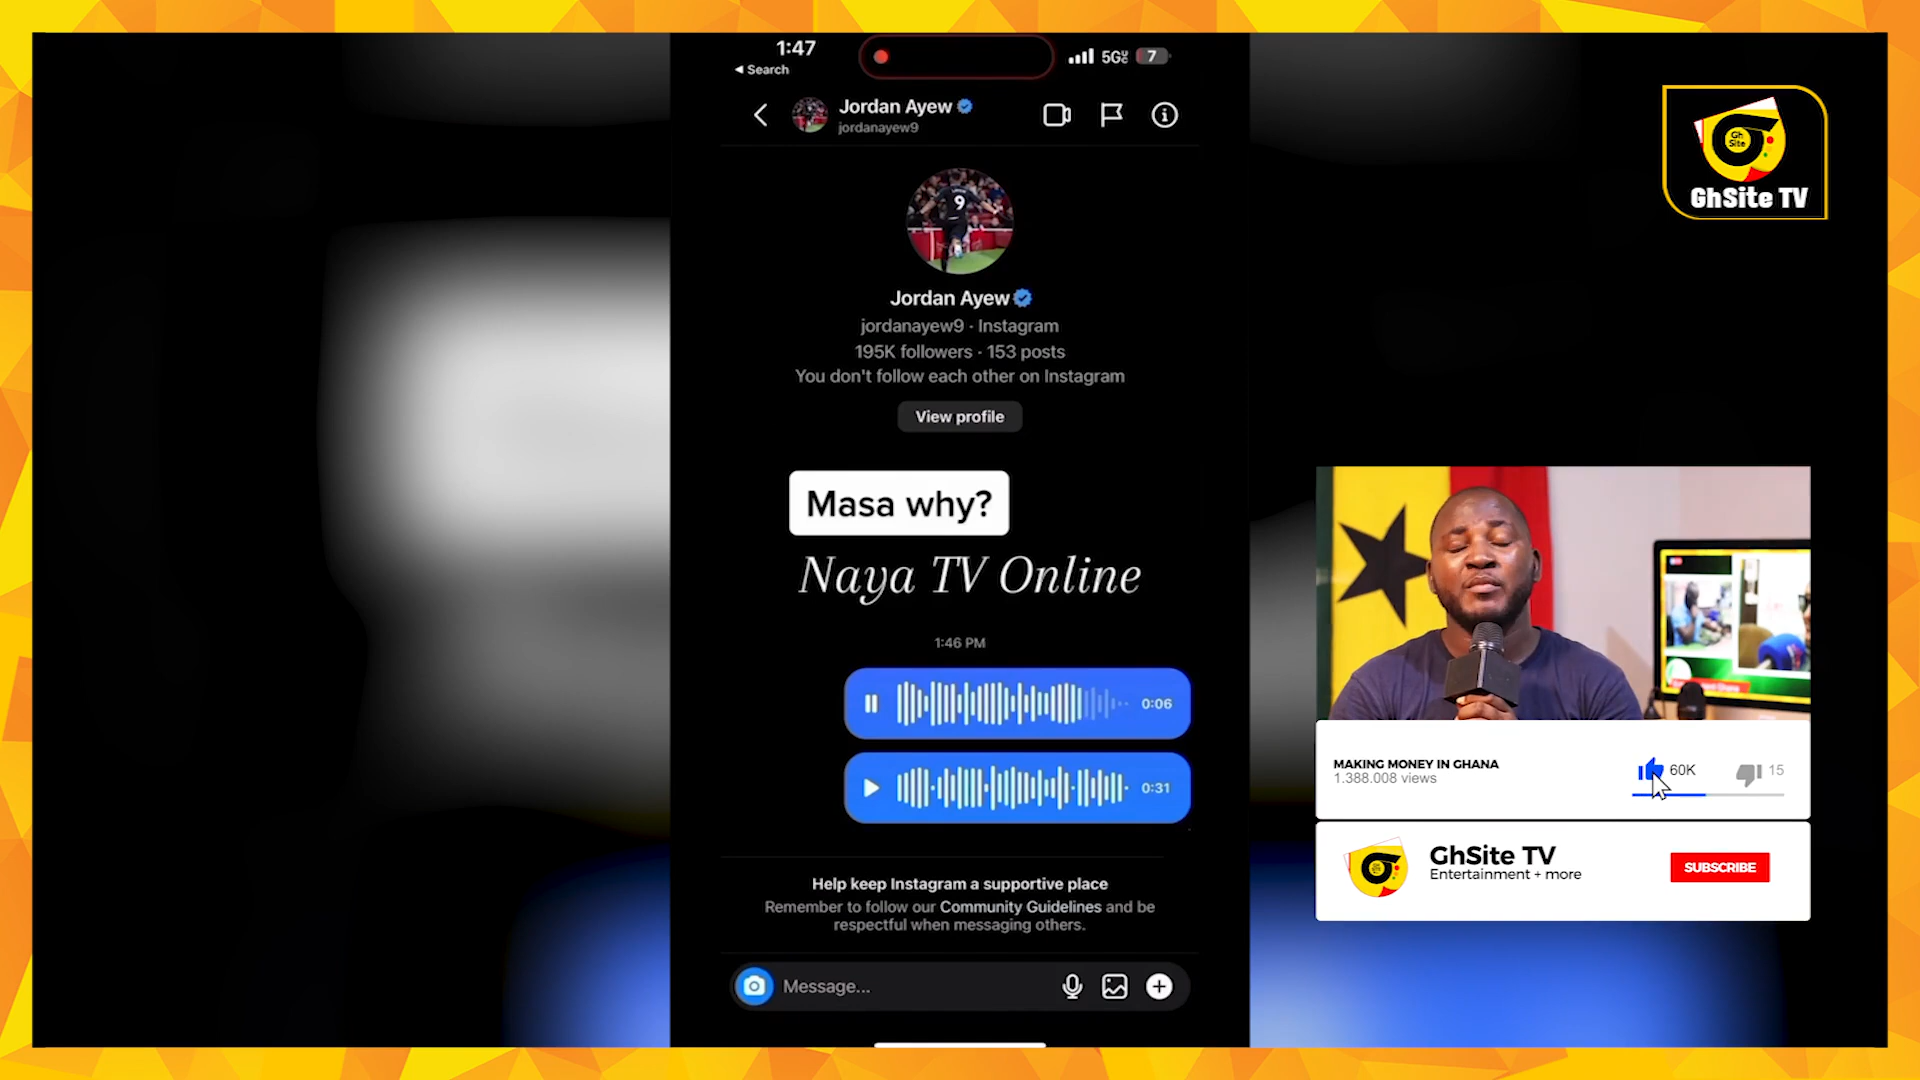 1:47
Search
5G
7
Jordan Ayew
jordanayew9
Jordan Ayew
jordanayew9 · Instagram
195K followers · 153 posts
You don't follow each other on Instagram
View profile
Masa why?
Naya TV Online
1:46 PM
0:06
0:31
Help keep Instagram a supportive place
Remember to follow our Community Guidelines and be
respectful when messaging others.
Message...
Gh
Site
GhSite TV
9
MAKING MONEY IN GHANA
1.388.008 views
60K
15
GhSite TV
Entertainment + more
SUBSCRIBE